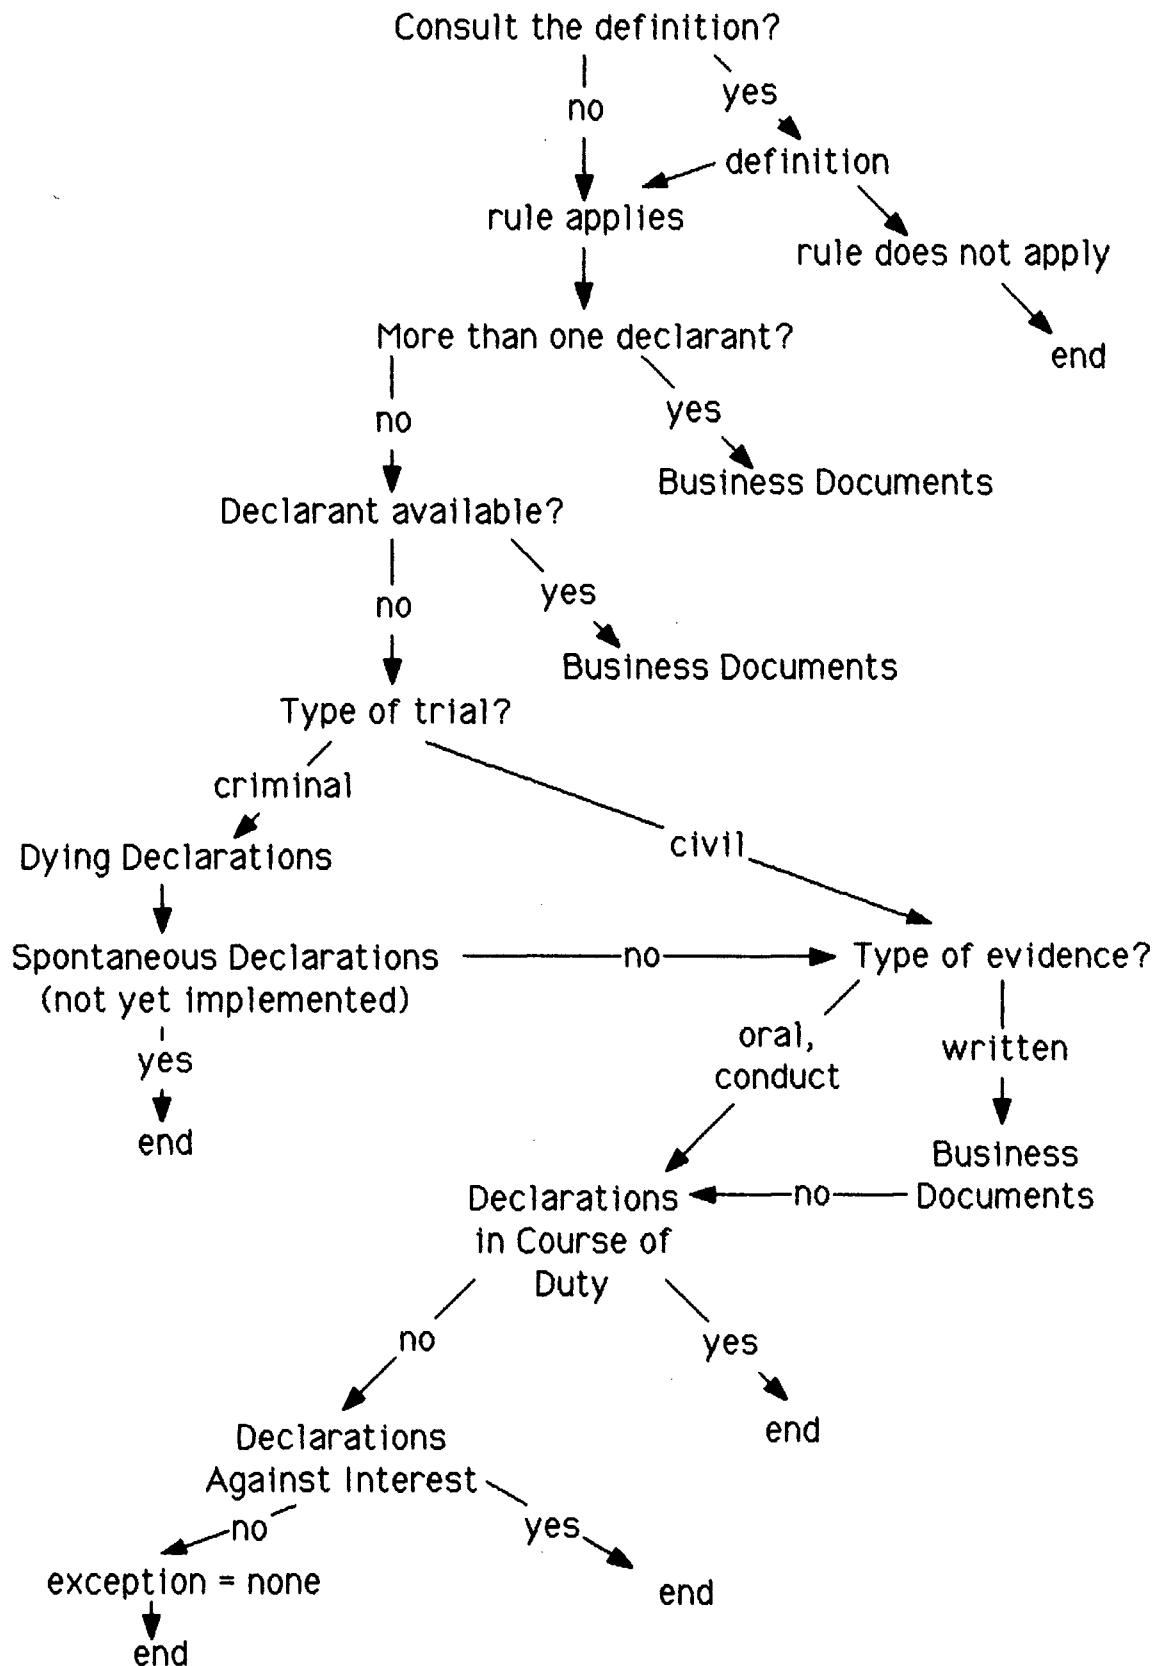 Consult the definition?
no
yes
definition
rule applies
rule does not apply
end
More than one declarant?
no
yes
Business Documents
Declarant available?
no
yes
Business Documents
Type of trial?
criminal
civil
Dying Declarations
Spontaneous Declarations
(not yet implemented)
no
Type of evidence?
yes
end
oral,
conduct
written
Business
Documents
no
Declarations
in Course of
Duty
no
yes
end
Declarations
Against Interest
no
yes
exception = none
end
end